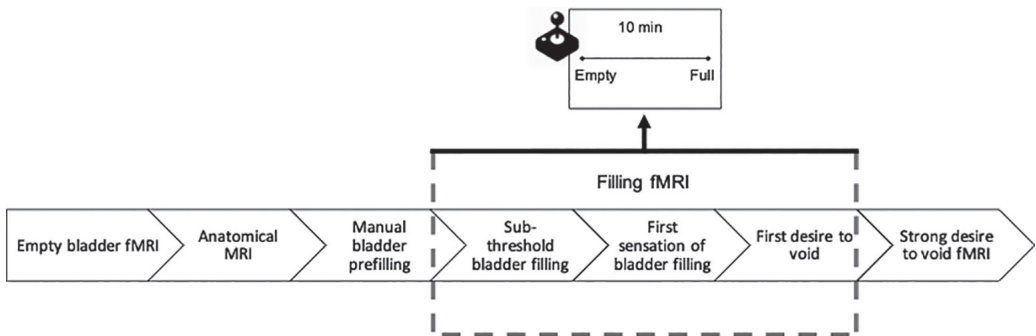 10 min
Empty Full
Filling fMRI
Empty bladder fMRI
Anatomical
MRI
Manual
bladder
prefilling
Sub-
threshold
bladder filling
First
sensation of
bladder filling
First desire to
void
Strong desire
to void fMRI